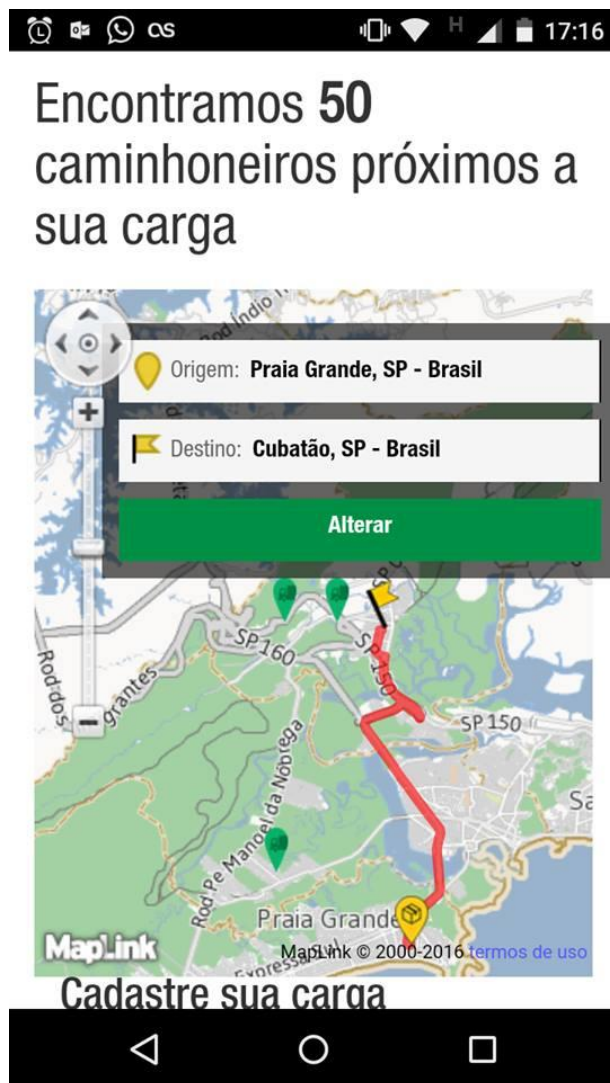 17:16
H
Encontramos 50
caminhoneiros próximos a
sua carga
Origem: Praia Grande, SP - Brasil
Destino: Cubatão, SP - Brasil
Alterar
SP 160
SP 150
SP 150
Rod Pe Manoel da Nóbrega
Praia Grande
MapLink
MapLink © 2000-2016 termos de uso
Cadastre sua carga